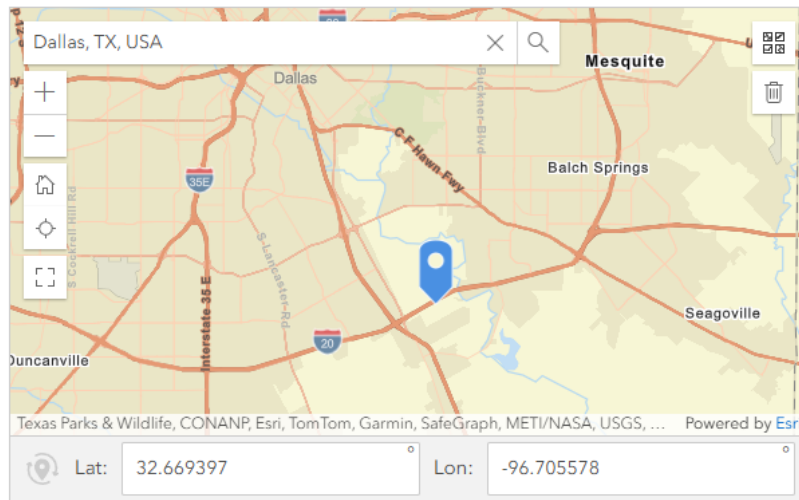 Dallas, TX, USA
Mesquite
Dallas
Buckner-Blvd
C F Hawn Fwy
Balch Springs
35E
S Cockrell Hill Rd
S-Lancaster-Rd
Interstate 35 E
Seagoville
20
Duncanville
Texas Parks & Wildlife, CONANP, Esri, TomTom, Garmin, SafeGraph, METI/NASA, USGS, ...
Powered by Esr
Lat: 32.669397 °
Lon: -96.705578 °